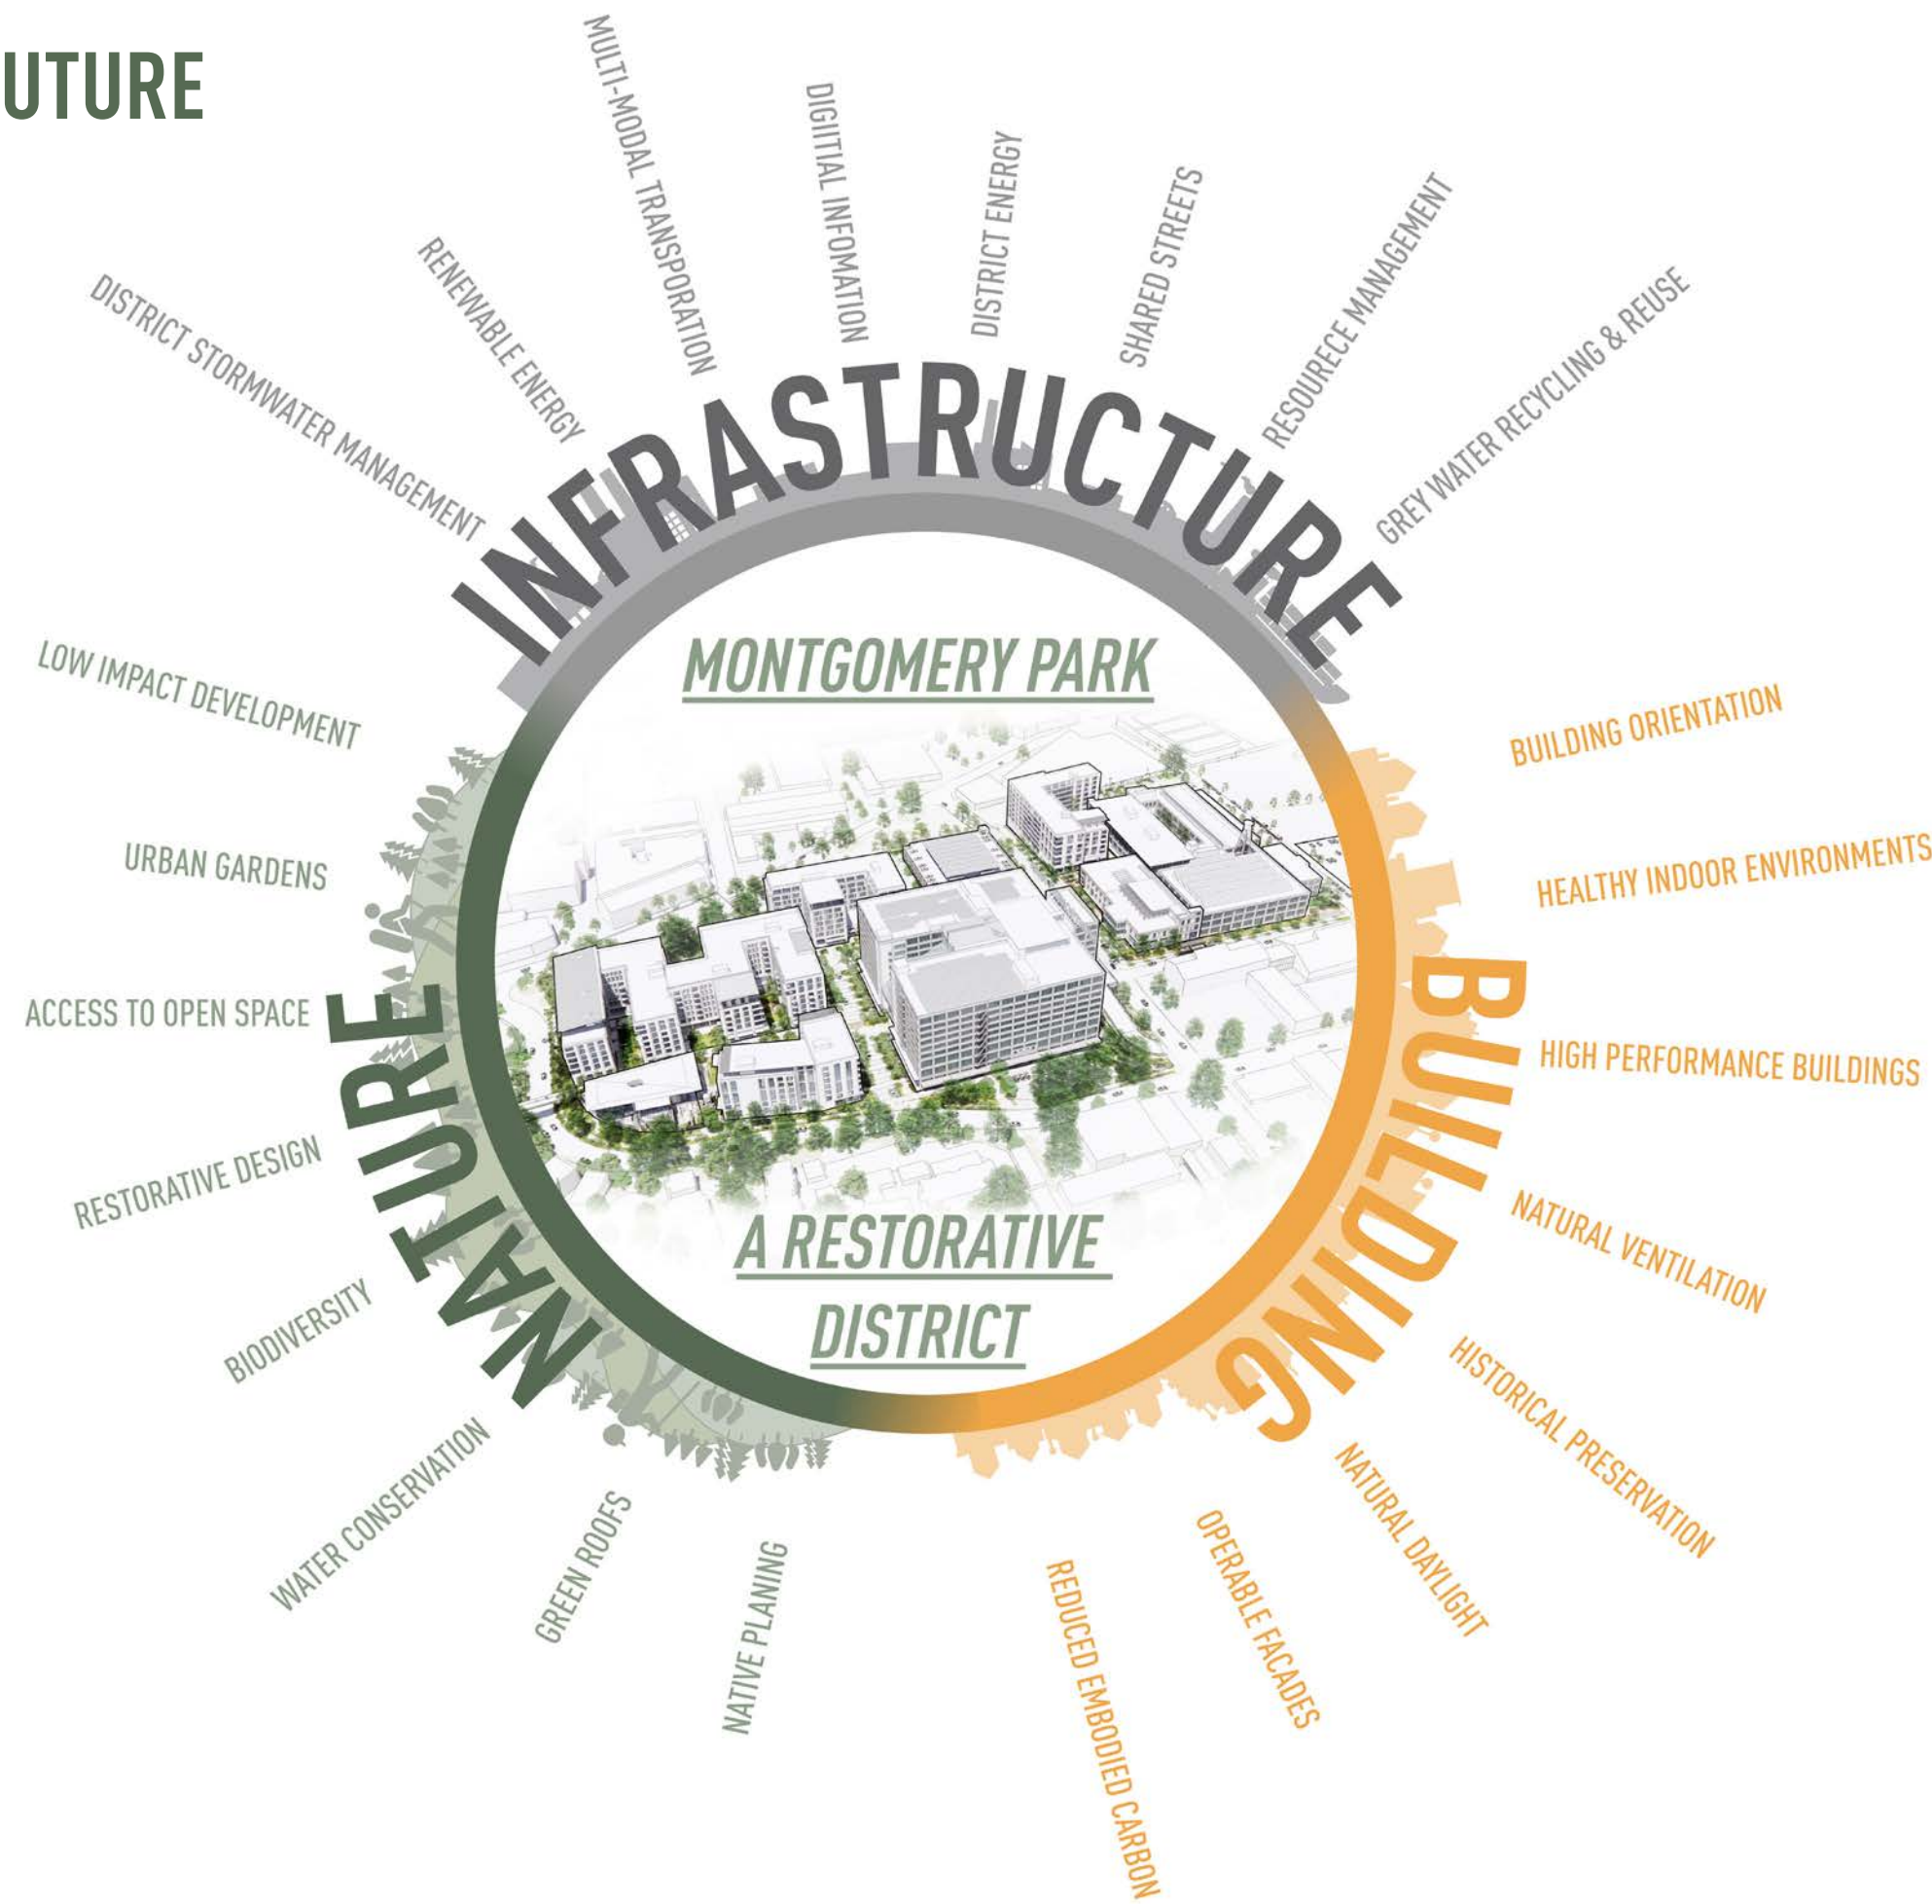 UTURE
MULTI-MODAL TRANSPORATION
DIGIITIAL INFOMATION
DISTRICT ENERGY
SHARED STREETS
RESOURECE MANAGEMENT
GREY WATER RECYCLING & REUSE
RENEWABLE ENERGY
DISTRICT STORMWATER MANAGEMENT
INFRASTRUCTURE
MONTGOMERY PARK
A RESTORATIVE
DISTRICT
BUILDING
BUILDING ORIENTATION
HEALTHY INDOOR ENVIRONMENTS
HIGH PERFORMANCE BUILDINGS
NATURAL VENTILATION
HISTORICAL PRESERVATION
NATURAL DAYLIGHT
OPERABLE FACADES
REDUCED EMBODIED CARBON
NATURE
LOW IMPACT DEVELOPMENT
URBAN GARDENS
ACCESS TO OPEN SPACE
RESTORATIVE DESIGN
BIODIVERSITY
WATER CONSERVATION
GREEN ROOFS
NATIVE PLANING